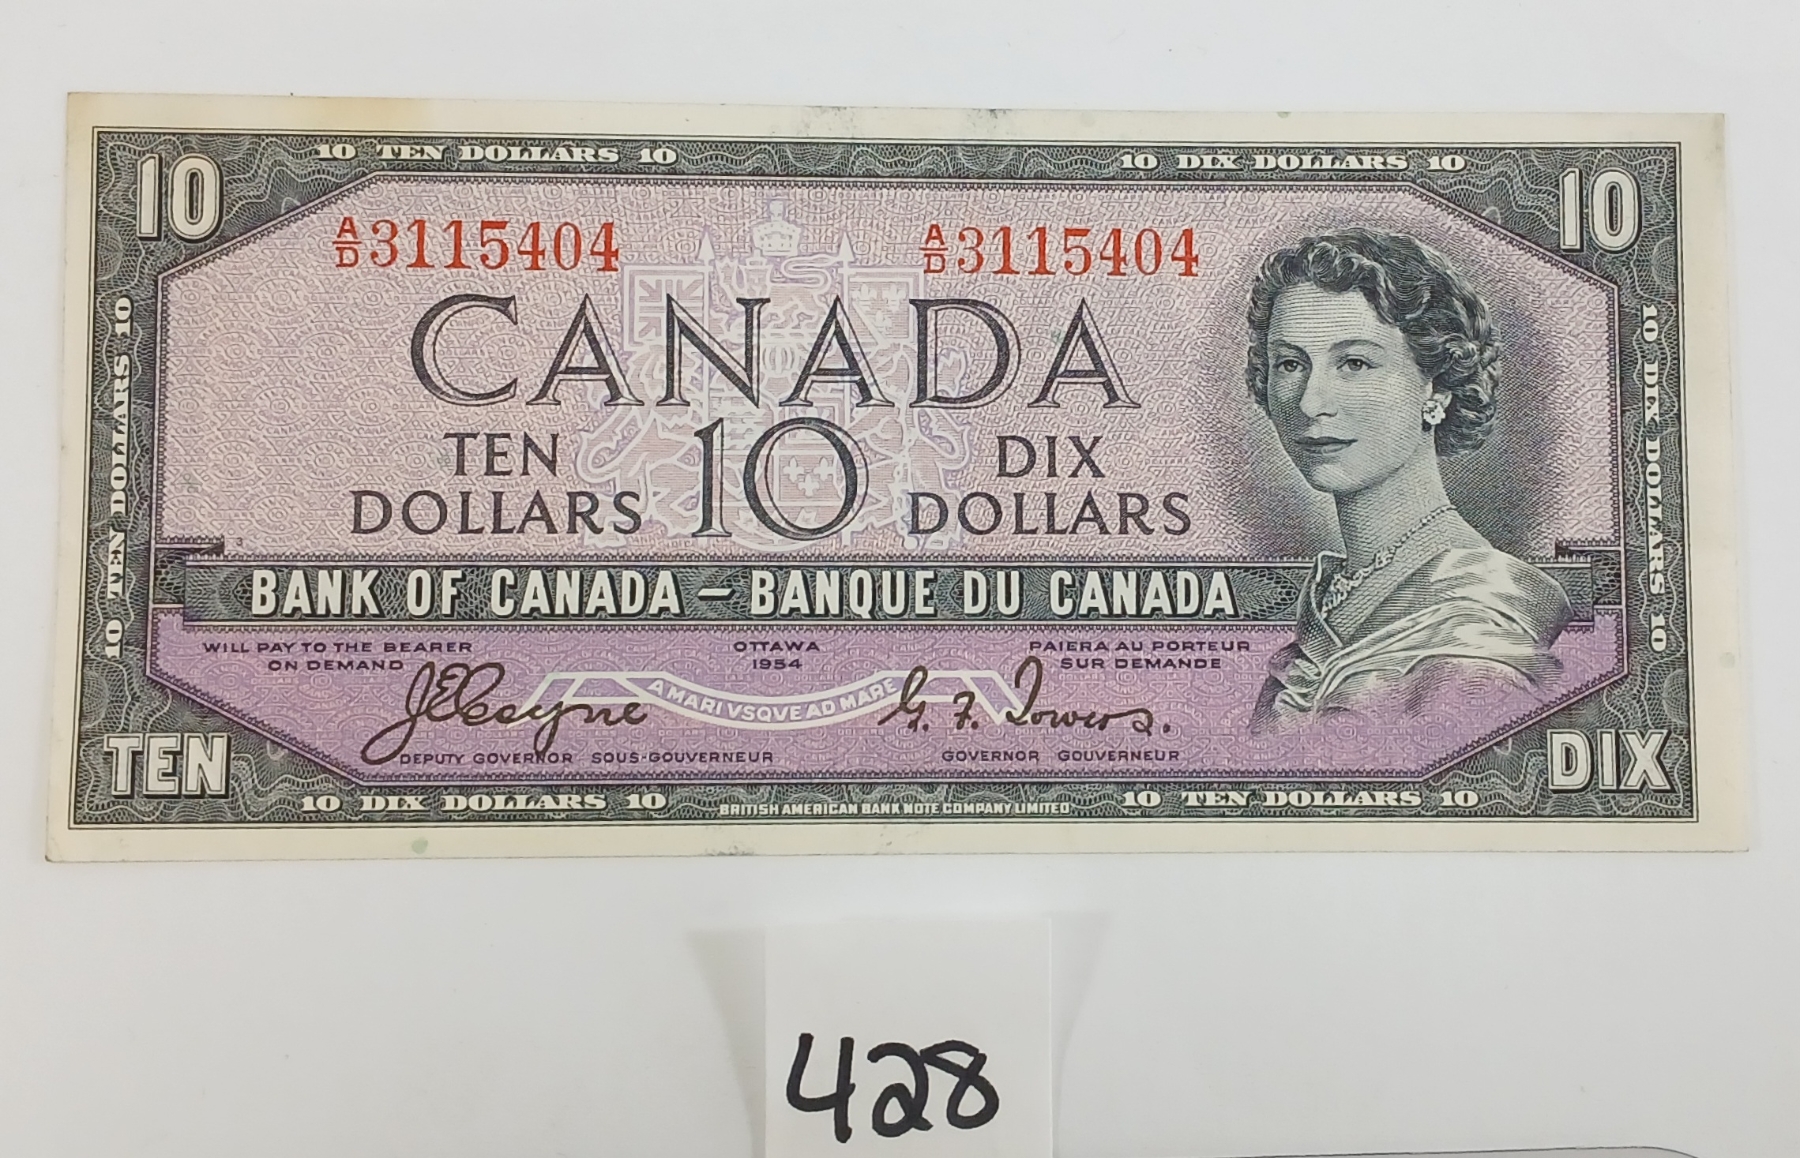 10 TEN DOLLARS 10
10 DIX DOLLARS 10
10
10
A/D 3115404
A/D 3115404
CANADA
TEN
DOLLARS
10
DIX
DOLLARS
10 TEN DOLLARS 10
10 DIX DOLLARS 10
3
BANK OF CANADA – BANQUE DU CANADA
WILL PAY TO THE BEARER
ON DEMAND
OTTAWA
1954
PAIERA AU PORTEUR
SUR DEMANDE
A MARI VSQVE AD MARE
J E Coyne
G. F. Towers.
DEPUTY GOVERNOR SOUS-GOUVERNEUR
GOVERNOR GOUVERNEUR
TEN
DIX
10 DIX DOLLARS 10
BRITISH AMERICAN BANK NOTE COMPANY LIMITED
10 TEN DOLLARS 10
428